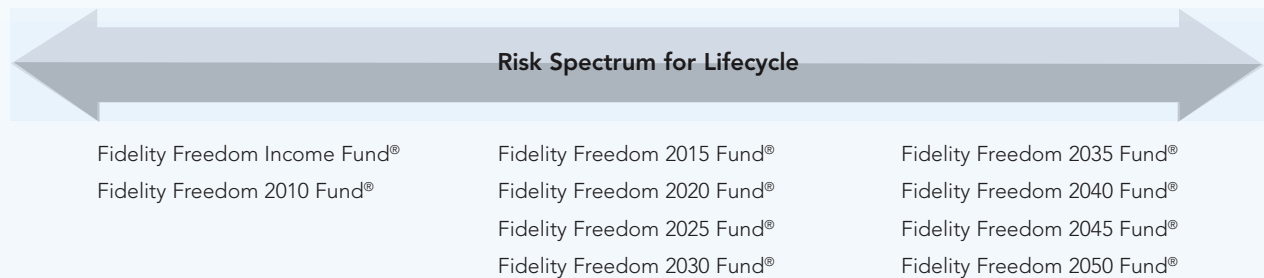 Risk Spectrum for Lifecycle
Fidelity Freedom Income Fund®
Fidelity Freedom 2010 Fund®
Fidelity Freedom 2015 Fund®
Fidelity Freedom 2020 Fund®
Fidelity Freedom 2025 Fund®
Fidelity Freedom 2030 Fund®
Fidelity Freedom 2035 Fund®
Fidelity Freedom 2040 Fund®
Fidelity Freedom 2045 Fund®
Fidelity Freedom 2050 Fund®